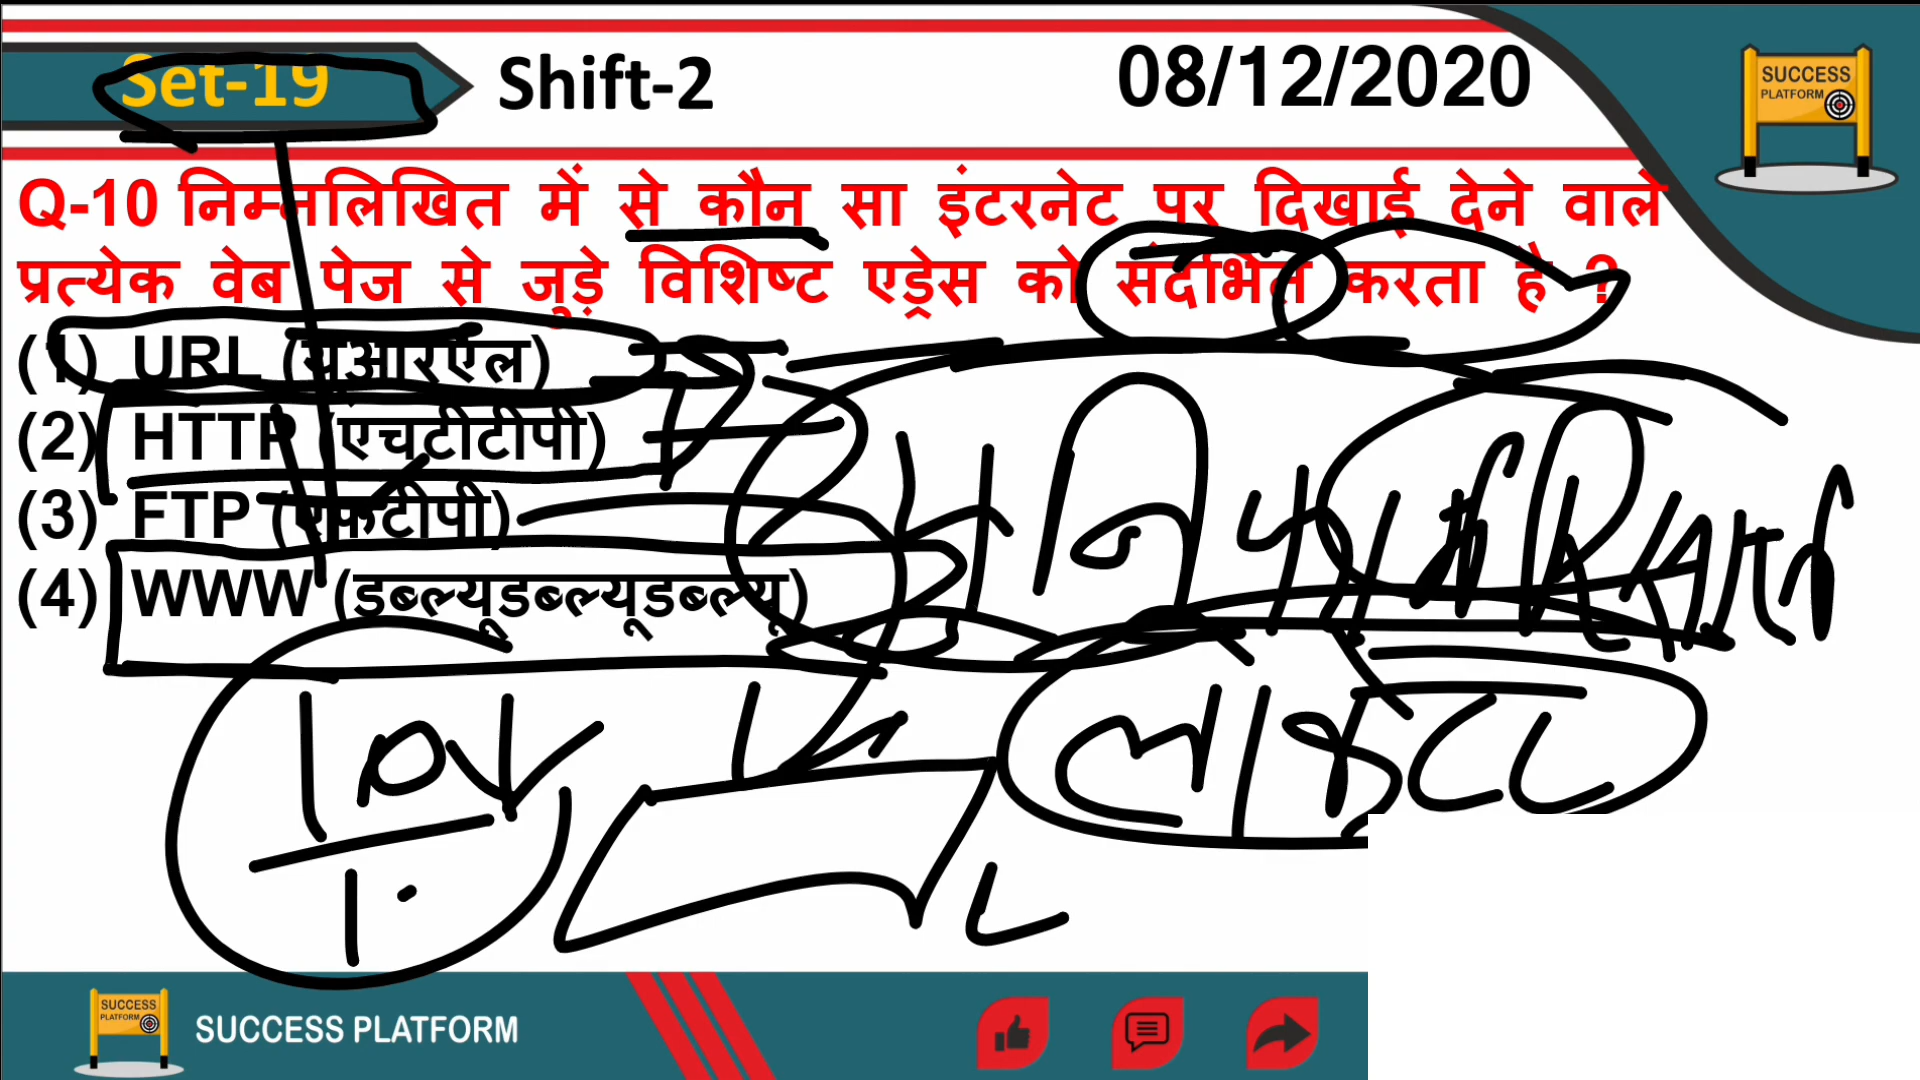 Set-19 Shift-2 08/12/2020
SUCCESS
PLATFORM
Q-10 निम्नलिखित में से कौन सा इंटरनेट पर दिखाई देने वाले
प्रत्येक वेब पेज से जुड़े विशिष्ट एड्रेस को संदर्भित करता है ?
(1) URL (यूआरएल)
(2) HTTP (एचटीटीपी)
(3) FTP (एफटीपी)
(4) WWW (डब्ल्यूडब्ल्यूडब्ल्यू)
SUCCESS
PLATFORM
SUCCESS PLATFORM